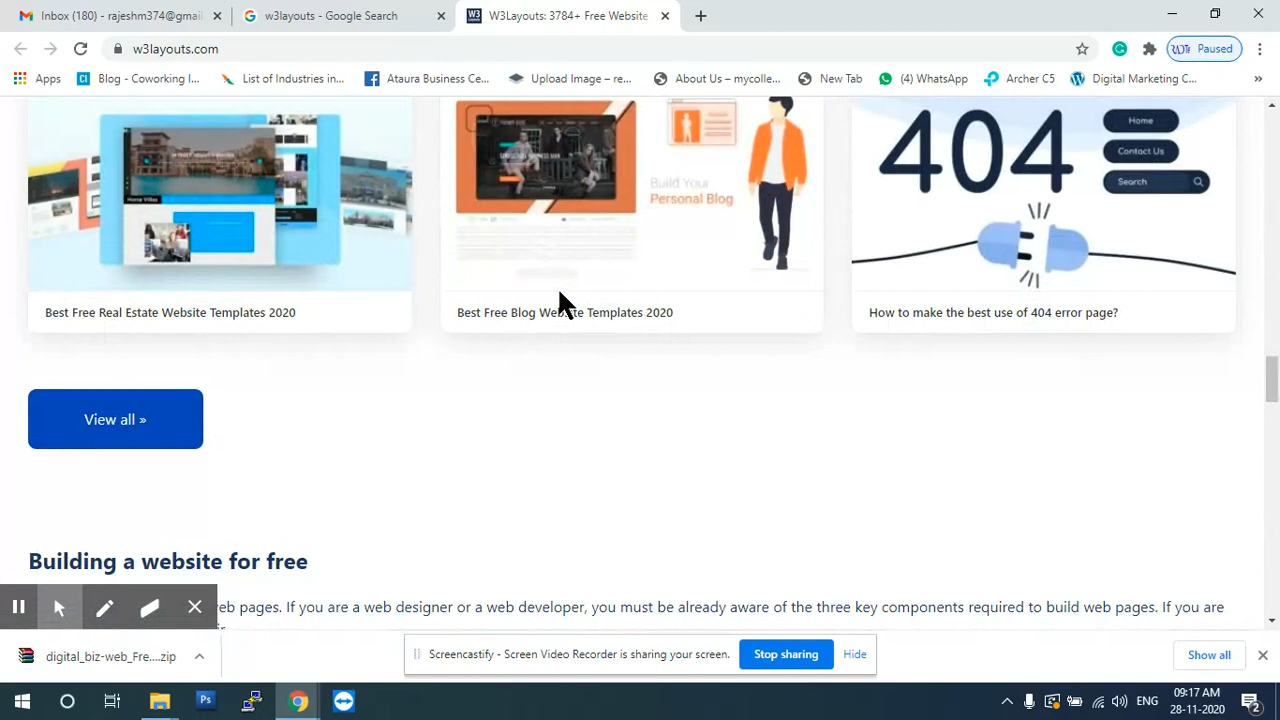 Inbox (180) - rajeshm374@gmail
w3layouts - Google Search
W3Layouts: 3784+ Free Website
w3layouts.com
Paused
Apps
Blog - Coworking I...
List of Industries in...
Ataura Business Ce...
Upload Image – re...
About Us – mycolle...
New Tab
(4) WhatsApp
Archer C5
Digital Marketing C...
»
404
Home
Contact Us
Search
Build Your
Personal Blog
Home Villas
Best Free Real Estate Website Templates 2020
Best Free Blog Website Templates 2020
How to make the best use of 404 error page?
View all »
Building a website for free
web pages. If you are a web designer or a web developer, you must be already aware of the three key components required to build web pages. If you are
digital_biz-web_Fre....zip
Screencastify - Screen Video Recorder is sharing your screen.
Stop sharing
Hide
Show all
Ps
ENG
09:17 AM
28-11-2020
2